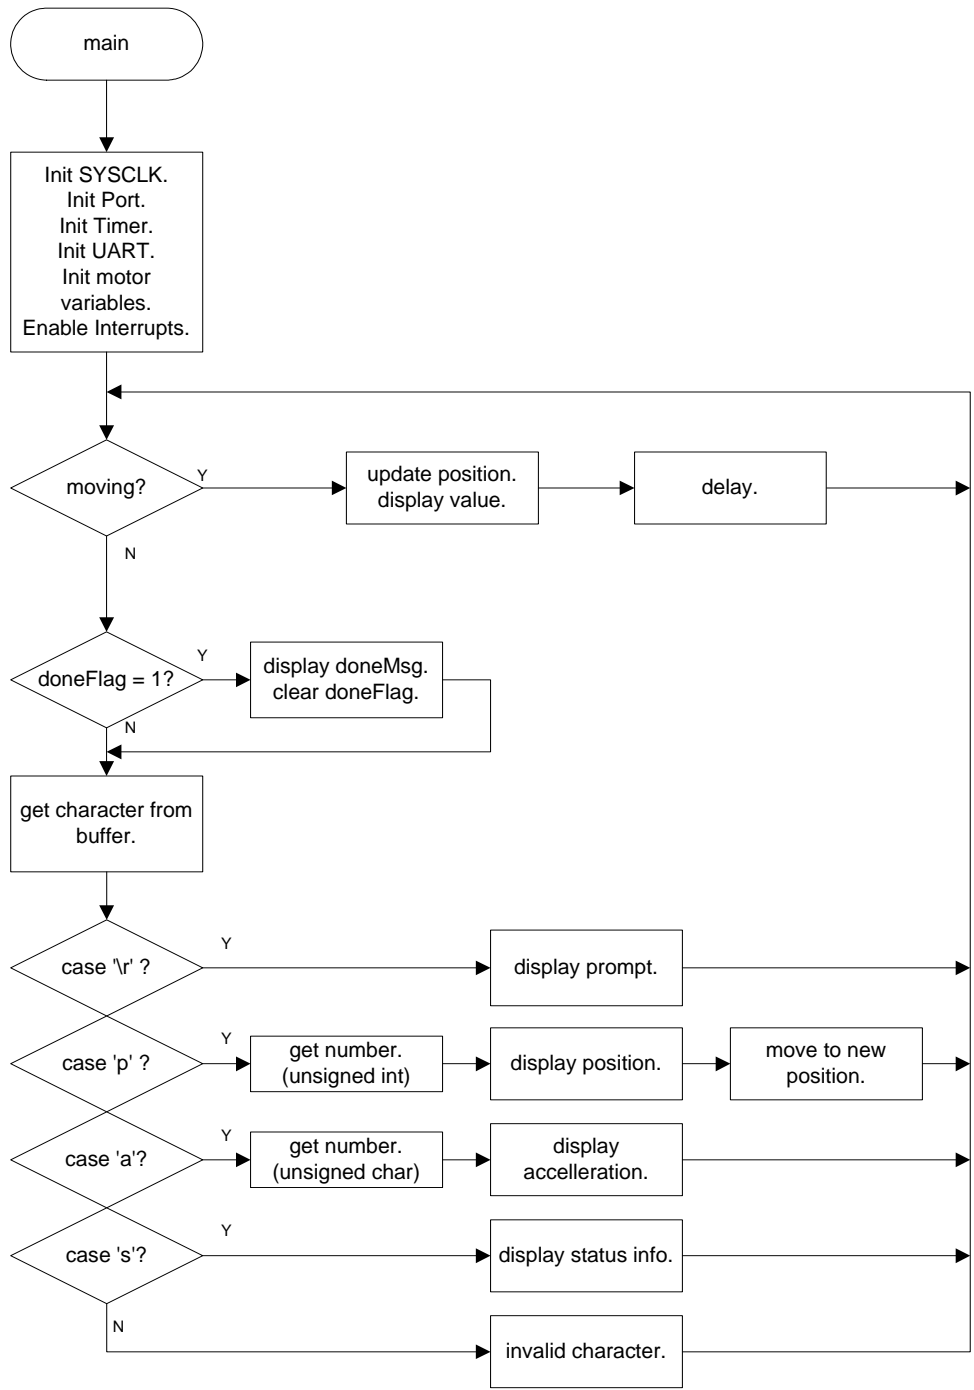 main
Init SYSCLK.
Init Port.
Init Timer.
Init UART.
Init motor
variables.
Enable Interrupts.
moving?
Y
update position.
display value.
delay.
N
doneFlag = 1?
Y
display doneMsg.
clear doneFlag.
N
get character from
buffer.
case '\r' ?
Y
display prompt.
case 'p' ?
Y
get number.
(unsigned int)
display position.
move to new
position.
case 'a'?
Y
get number.
(unsigned char)
display
accelleration.
case 's'?
Y
display status info.
N
invalid character.